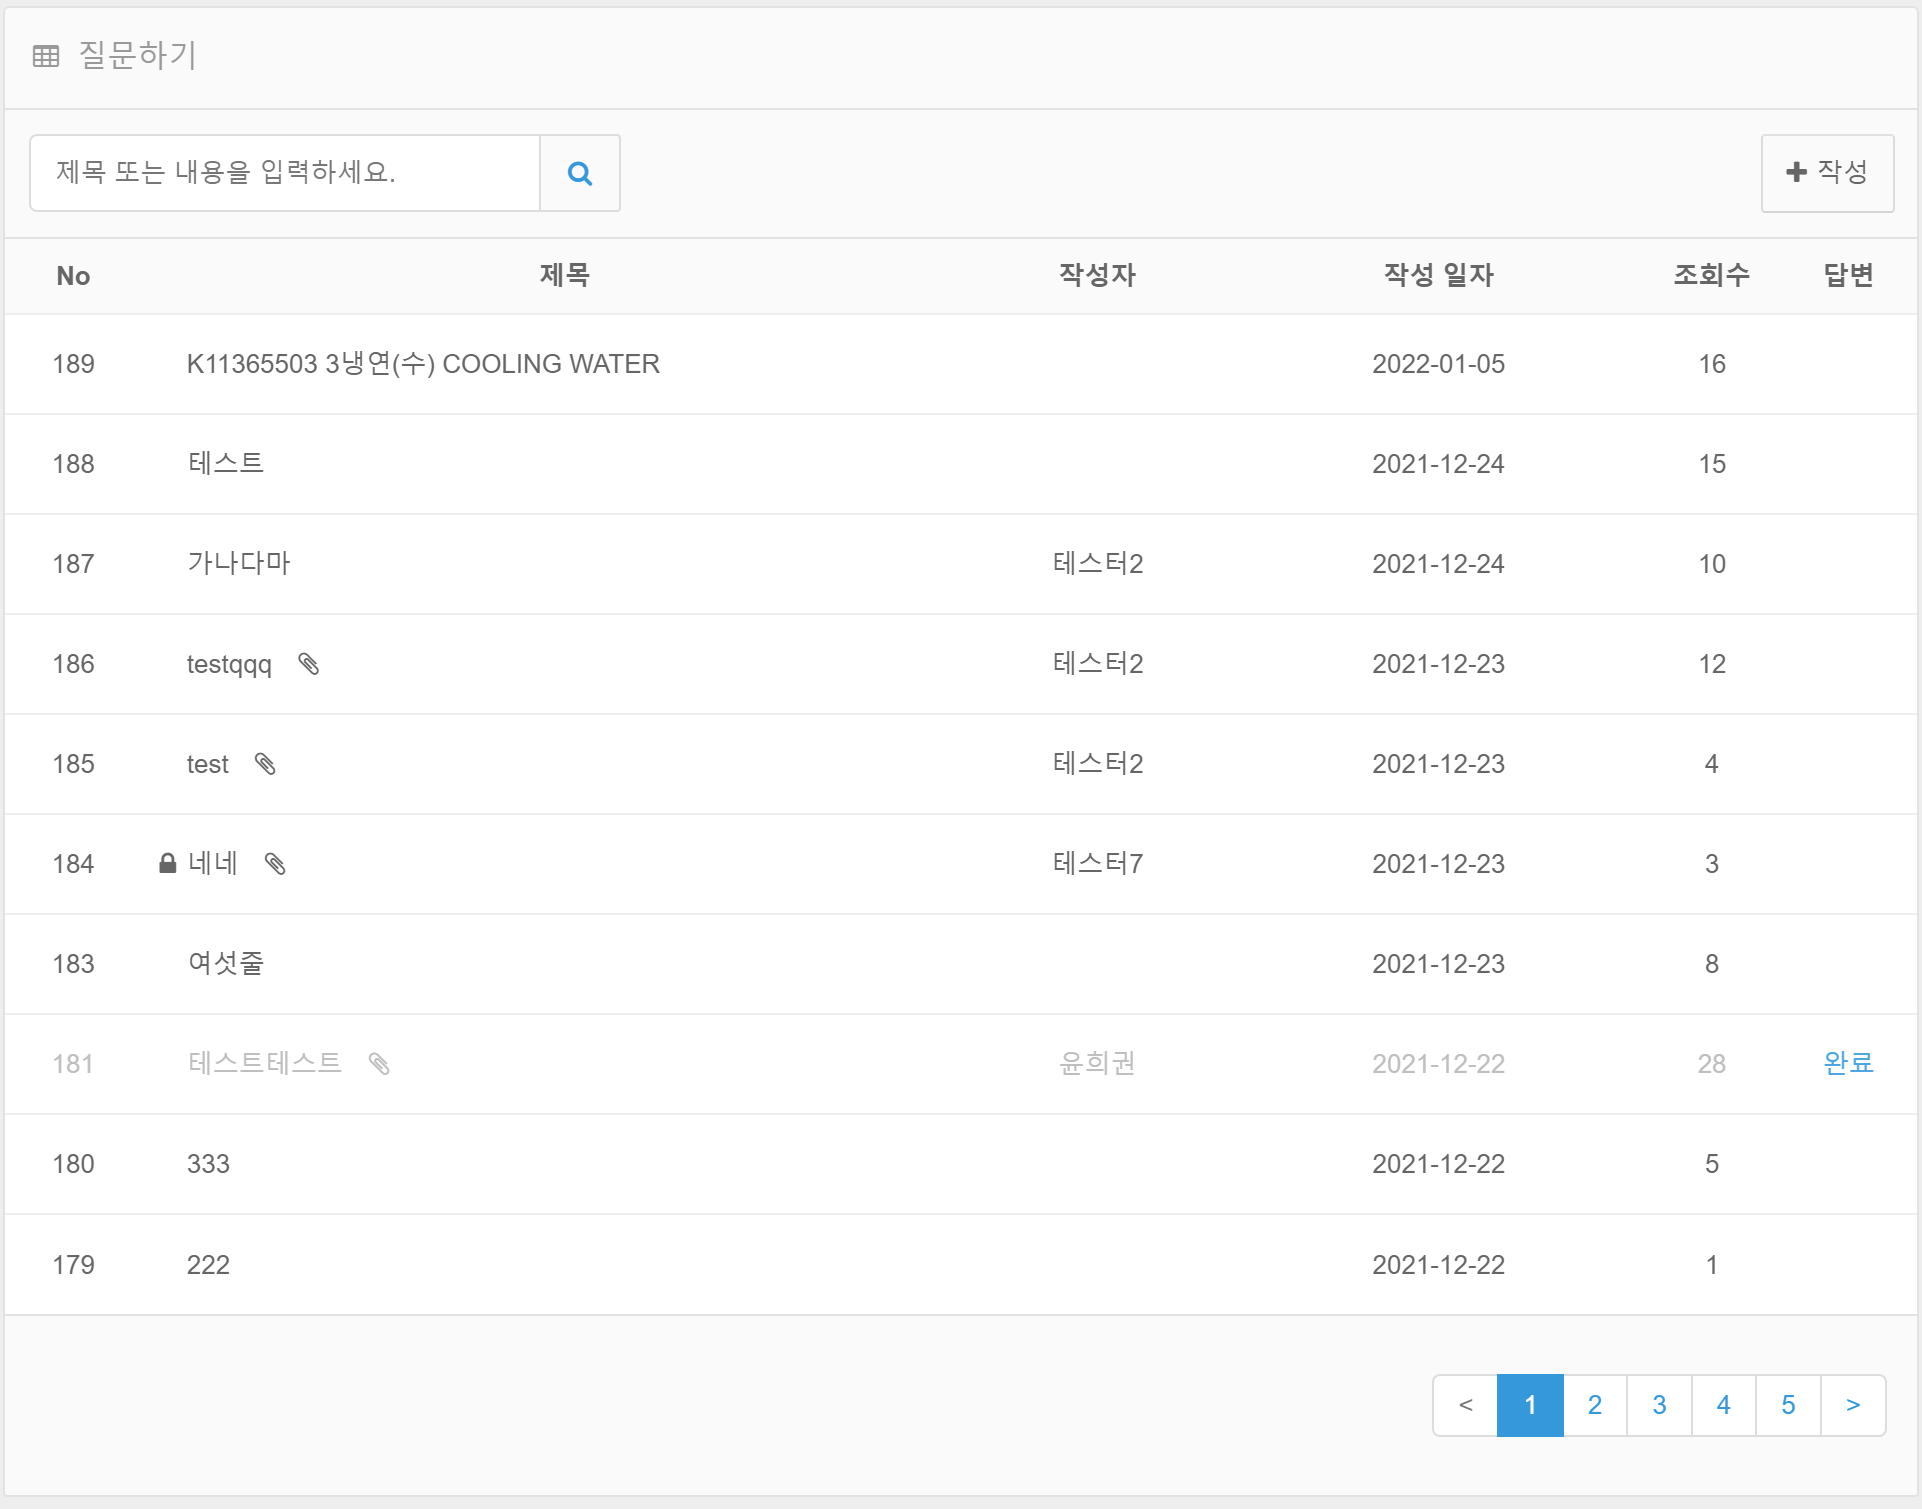 질문하기
제목 또는 내용을 입력하세요.
작성
No 제목 작성자 작성 일자 조회수 답변
189 K11365503 3냉연(수) COOLING WATER 2022-01-05 16
188 테스트 2021-12-24 15
187 가나다마 테스터2 2021-12-24 10
186 testqqq 테스터2 2021-12-23 12
185 test 테스터2 2021-12-23 4
184 네네 테스터7 2021-12-23 3
183 여섯줄 2021-12-23 8
181 테스트테스트 윤희권 2021-12-22 28 완료
180 333 2021-12-22 5
179 222 2021-12-22 1
< 1 2 3 4 5 >